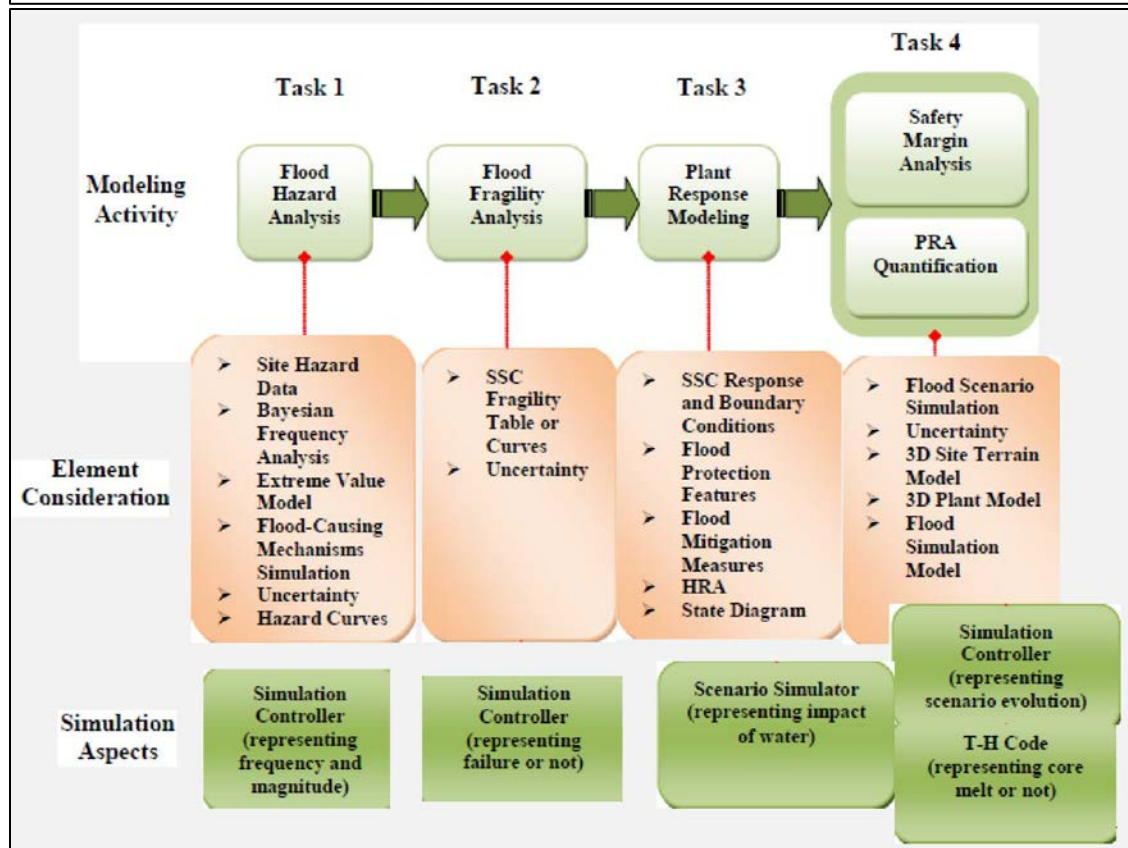 Task 1
Task 2
Task 3
Task 4
Modeling
Activity
Flood
Hazard
Analysis
Flood
Fragility
Analysis
Plant
Response
Modeling
Safety
Margin
Analysis
PRA
Quantification
Element
Consideration
➢ Site Hazard
Data
➢ Bayesian
Frequency
Analysis
➢ Extreme Value
Model
➢ Flood-Causing
Mechanisms
Simulation
➢ Uncertainty
➢ Hazard Curves
➢ SSC
Fragility
Table or
Curves
➢ Uncertainty
➢ SSC Response
and Boundary
Conditions
➢ Flood
Protection
Features
➢ Flood
Mitigation
Measures
➢ HRA
➢ State Diagram
➢ Flood Scenario
Simulation
➢ Uncertainty
➢ 3D Site Terrain
Model
➢ 3D Plant Model
➢ Flood
Simulation
Model
Simulation
Aspects
Simulation
Controller
(representing
frequency and
magnitude)
Simulation
Controller
(representing
failure or not)
Scenario Simulator
(representing impact
of water)
Simulation
Controller
(representing
scenario evolution)
T-H Code
(representing core
melt or not)